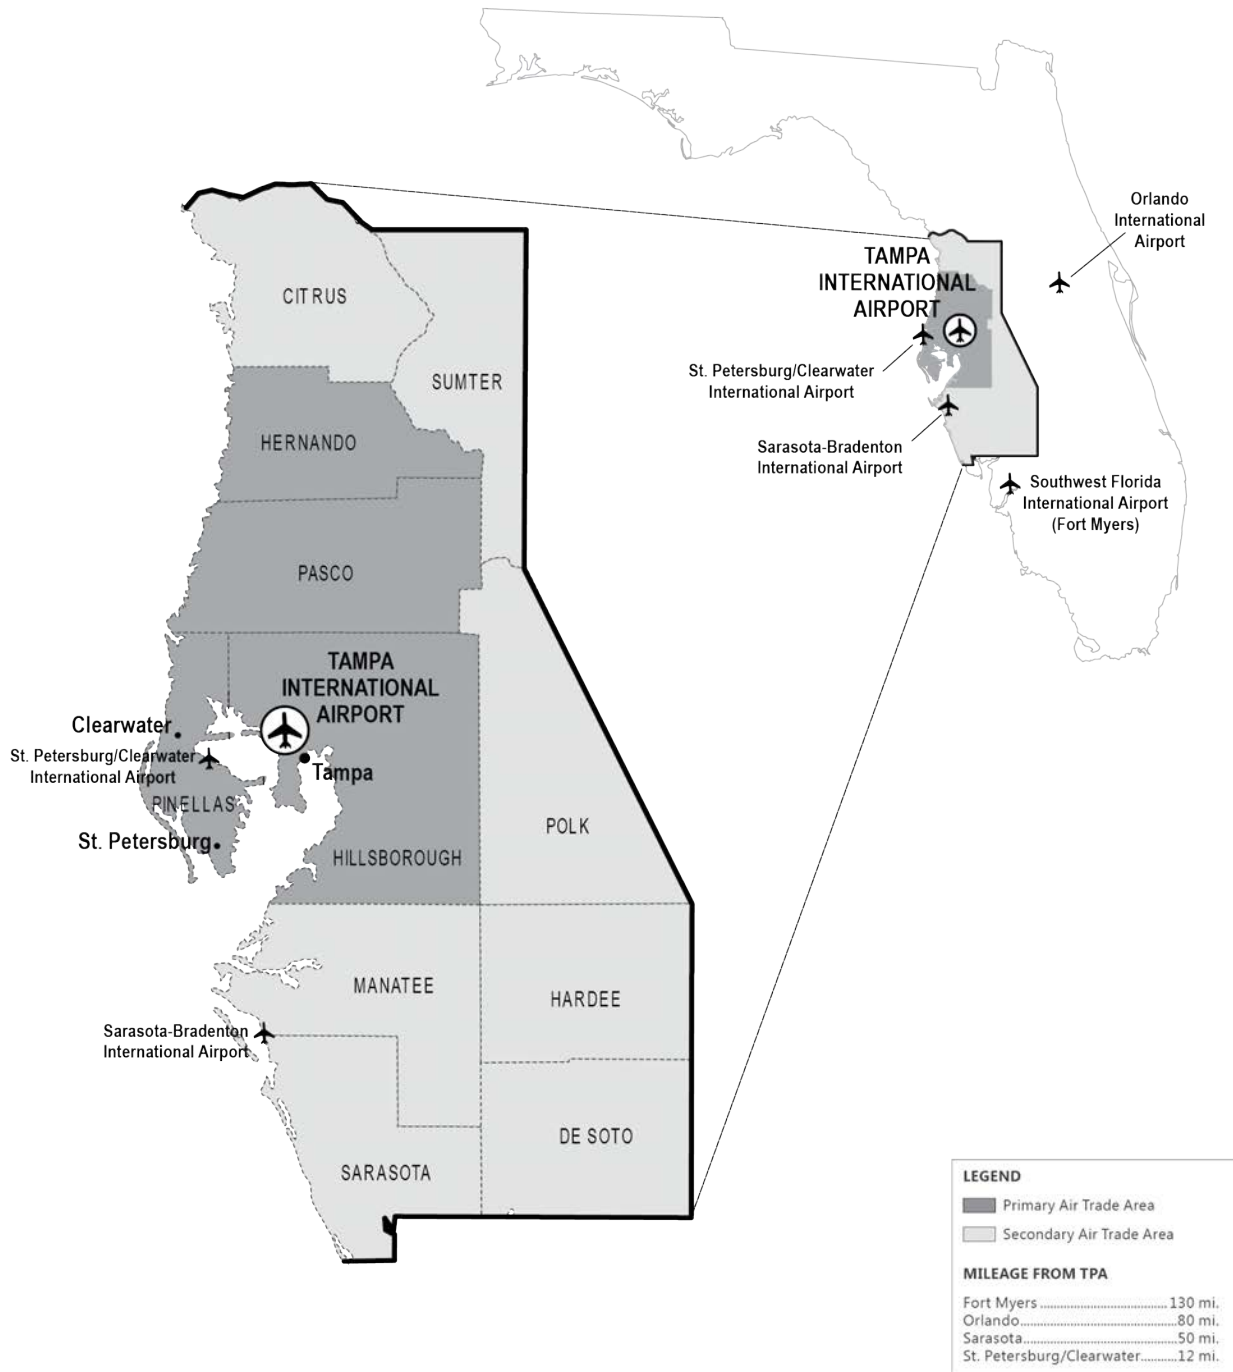 Orlando
International
Airport
TAMPA
INTERNATIONAL
AIRPORT
St. Petersburg/Clearwater
International Airport
Sarasota-Bradenton
International Airport
Southwest Florida
International Airport
(Fort Myers)
CITRUS
SUMTER
HERNANDO
PASCO
TAMPA
INTERNATIONAL
AIRPORT
Clearwater
St. Petersburg/Clearwater
International Airport
Tampa
PINELLAS
St. Petersburg
POLK
HILLSBOROUGH
MANATEE
HARDEE
Sarasota-Bradenton
International Airport
DE SOTO
SARASOTA
LEGEND
Primary Air Trade Area
Secondary Air Trade Area
MILEAGE FROM TPA
Fort Myers ............................... 130 mi.
Orlando....................................... 80 mi.
Sarasota...................................... 50 mi.
St. Petersburg/Clearwater......... 12 mi.